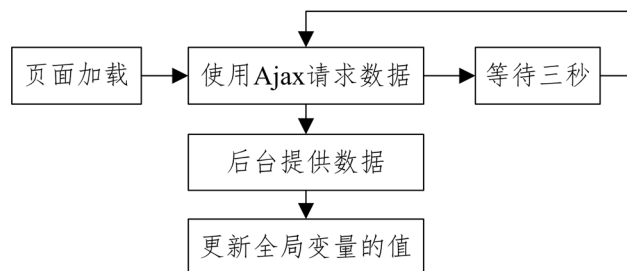 页面加载
使用Ajax请求数据
等待三秒
后台提供数据
更新全局变量的值